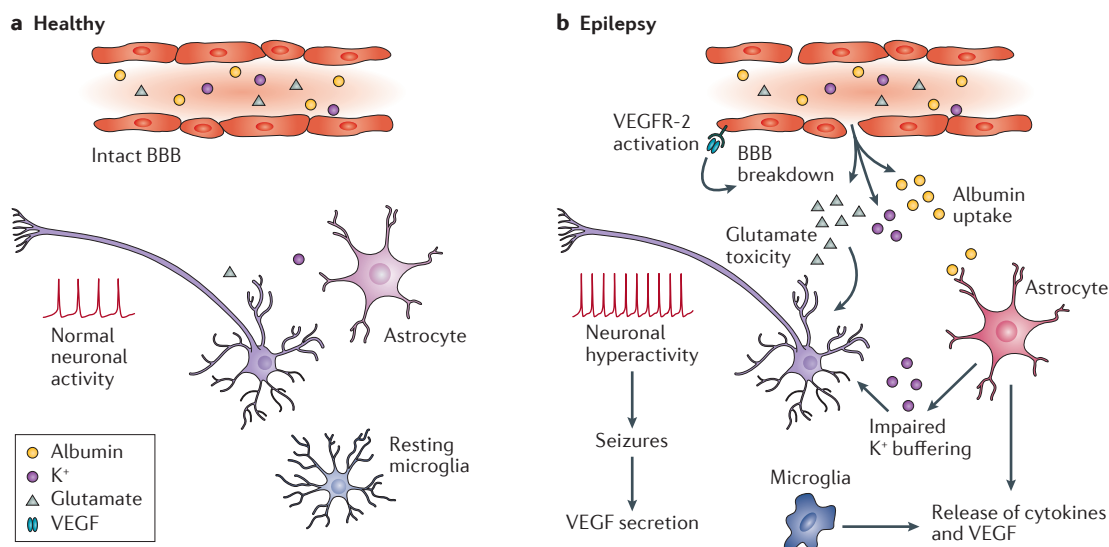 a Healthy
Intact BBB
Normal
neuronal
activity
Astrocyte
Resting
microglia
Albumin
K⁺
Glutamate
VEGF
b Epilepsy
VEGFR-2
activation
BBB
breakdown
Albumin
uptake
Glutamate
toxicity
Astrocyte
Neuronal
hyperactivity
Impaired
K⁺ buffering
Seizures
Microglia
VEGF secretion
Release of cytokines
and VEGF